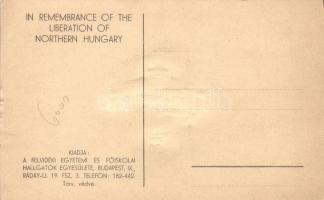 IN REMEMBRANCE OF THE
LIBERATION OF
NORTHERN HUNGARY
KIADJA:
A FELVIDÉKI EGYETEMI ÉS FŐISKOLAI
HALLGATÓK EGYESÜLETE, BUDAPEST, IX.,
RÁDAY-U. 19. FSZ. 3. TELEFON: 182-442.
Törv. védve.